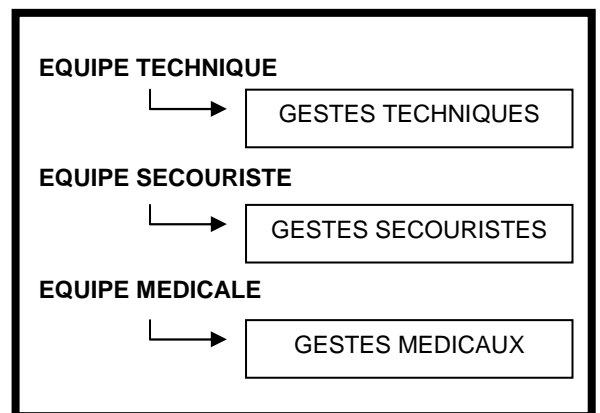 EQUIPE TECHNIQUE
GESTES TECHNIQUES
EQUIPE SECOURISTE
GESTES SECOURISTES
EQUIPE MEDICALE
GESTES MEDICAUX